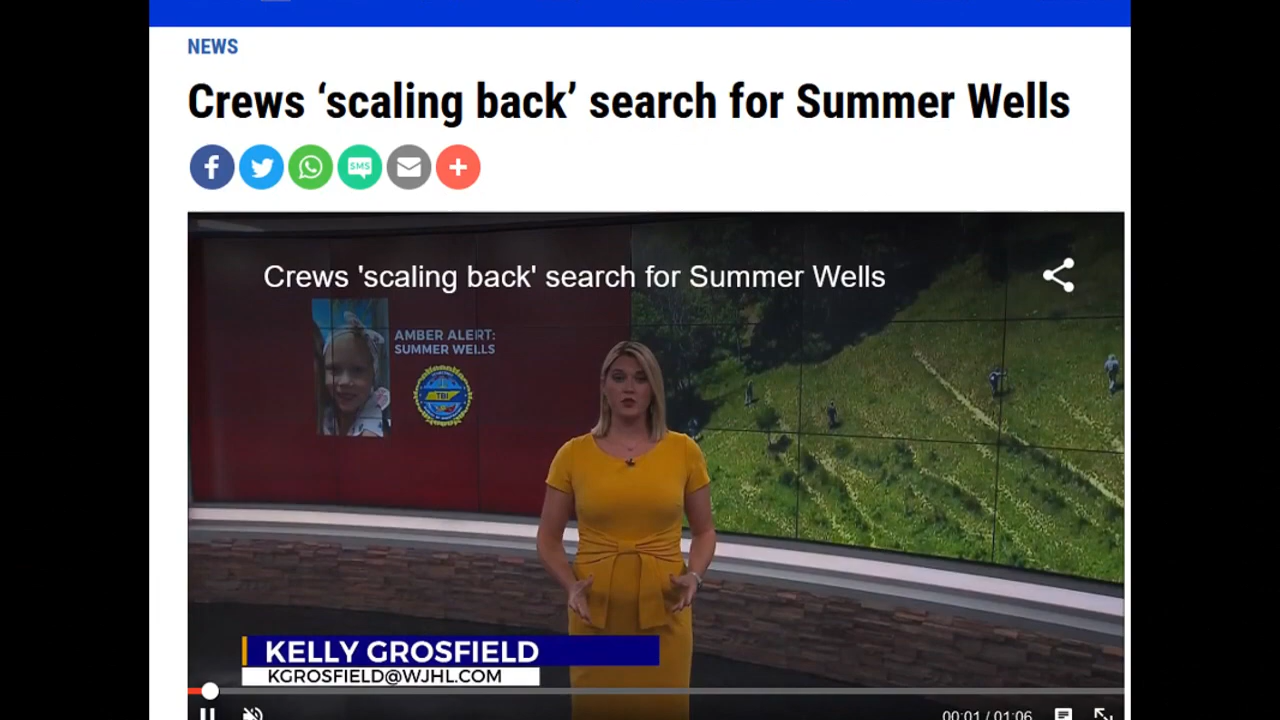 NEWS
Crews ‘scaling back’ search for Summer Wells
SMS
Crews 'scaling back' search for Summer Wells
AMBER ALERT:
SUMMER WELLS
TBI
KELLY GROSFIELD
KGROSFIELD@WJHL.COM
00:01 / 01:06